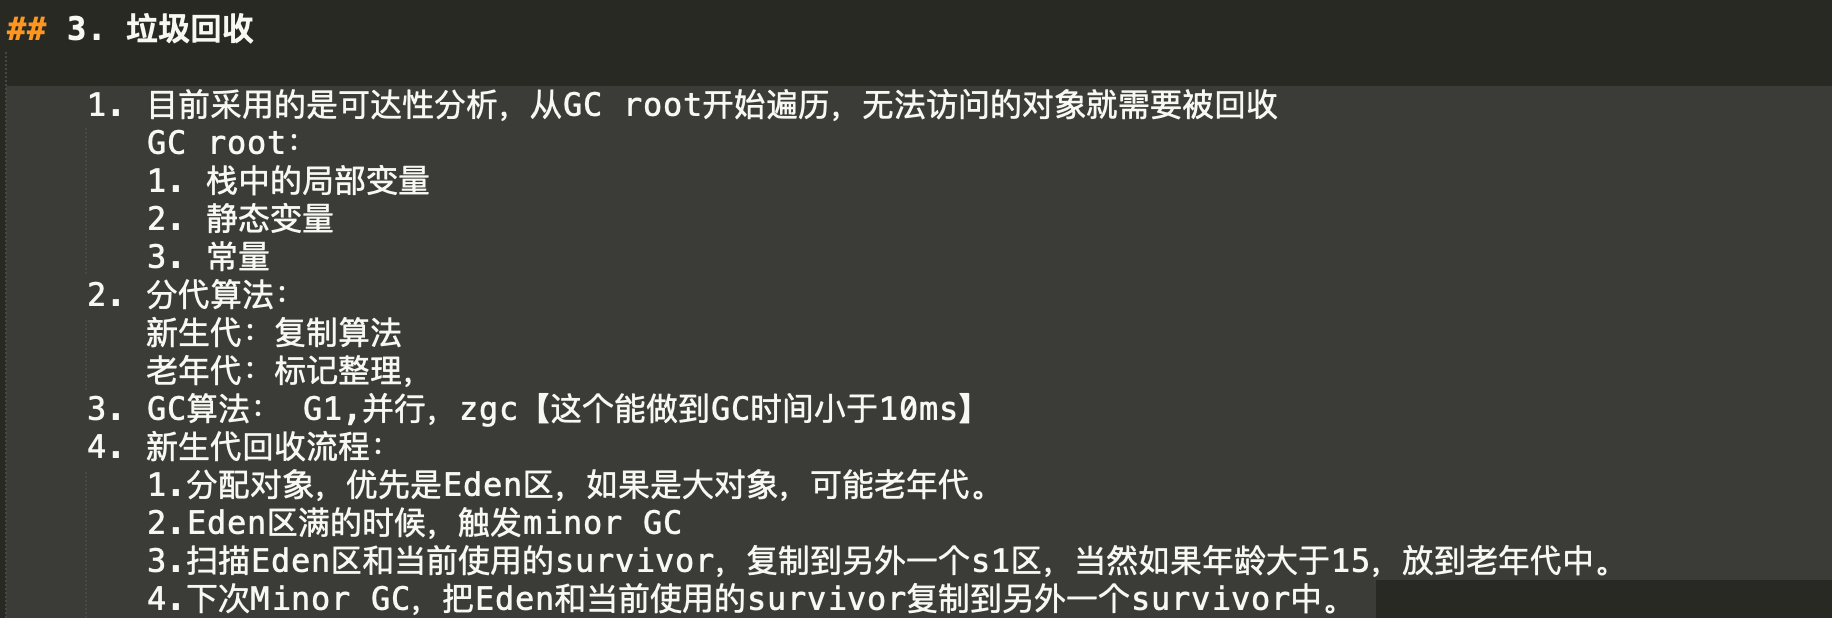 ## 3. 垃圾回收
1. 目前采用的是可达性分析，从GC root开始遍历，无法访问的对象就需要被回收
GC root：
1. 栈中的局部变量
2. 静态变量
3. 常量
2. 分代算法：
新生代：复制算法
老年代：标记整理，
3. GC算法： G1,并行，zgc【这个能做到GC时间小于10ms】
4. 新生代回收流程：
1.分配对象，优先是Eden区，如果是大对象，可能老年代。
2.Eden区满的时候，触发minor GC
3.扫描Eden区和当前使用的survivor，复制到另外一个s1区，当然如果年龄大于15，放到老年代中。
4.下次Minor GC，把Eden和当前使用的survivor复制到另外一个survivor中。